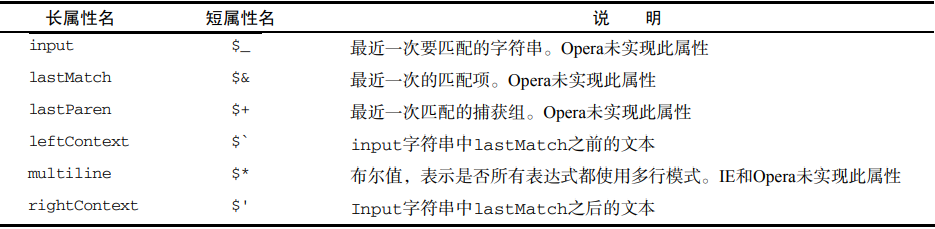 长属性名 短属性名 说 明
input $_ 最近一次要匹配的字符串。Opera未实现此属性
lastMatch $& 最近一次的匹配项。Opera未实现此属性
lastParen $+ 最近一次匹配的捕获组。Opera未实现此属性
leftContext $` input字符串中lastMatch之前的文本
multiline $* 布尔值，表示是否所有表达式都使用多行模式。IE和Opera未实现此属性
rightContext $' Input字符串中lastMatch之后的文本